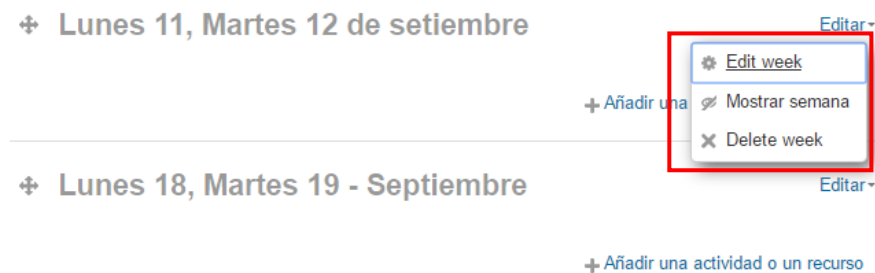 Lunes 11, Martes 12 de setiembre
Editar
Edit week
Mostrar semana
Delete week
Añadir una
Lunes 18, Martes 19 - Septiembre
Editar
Añadir una actividad o un recurso